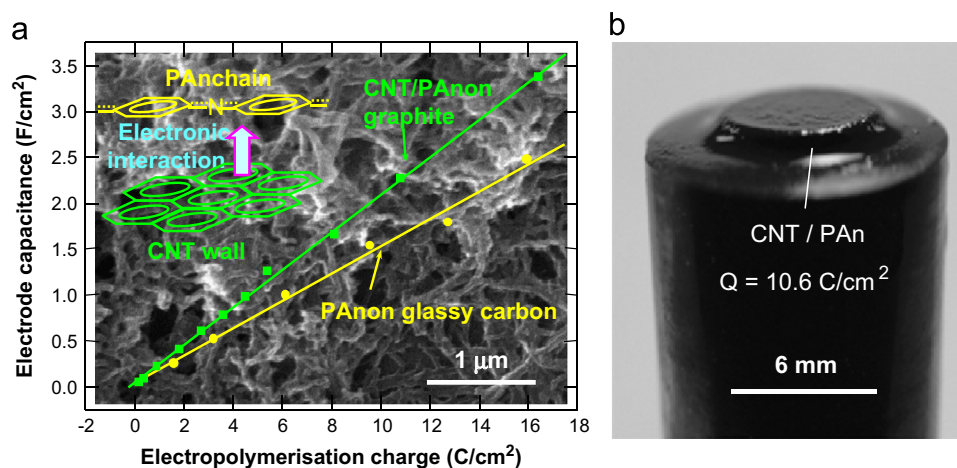 a
Electrode capacitance (F/cm2)
3.5
3.0
2.5
2.0
1.5
1.0
0.5
0.0
-2
0
2
4
6
8
10
12
14
16
18
Electropolymerisation charge (C/cm2)
PAnchain
N
Electronic
interaction
CNT wall
CNT/PAnon
graphite
PAnon glassy carbon
1 μm
b
CNT / PAn
Q = 10.6 C/cm2
6 mm